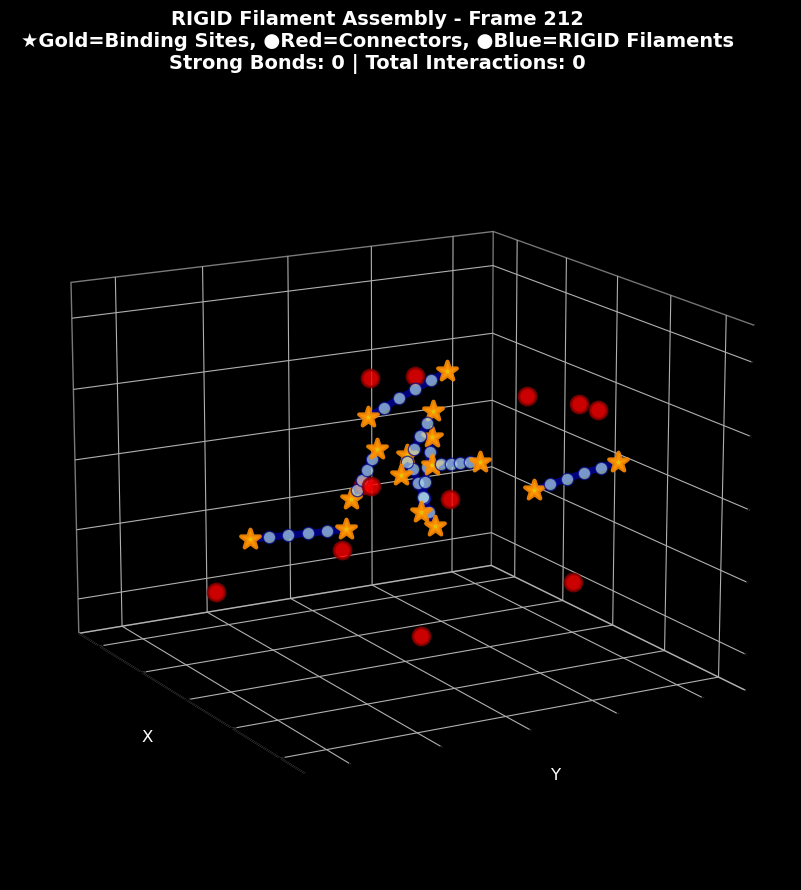 RIGID Filament Assembly - Frame 212
★Gold=Binding Sites, ●Red=Connectors, ●Blue=RIGID Filaments
Strong Bonds: 0 | Total Interactions: 0
X
Y